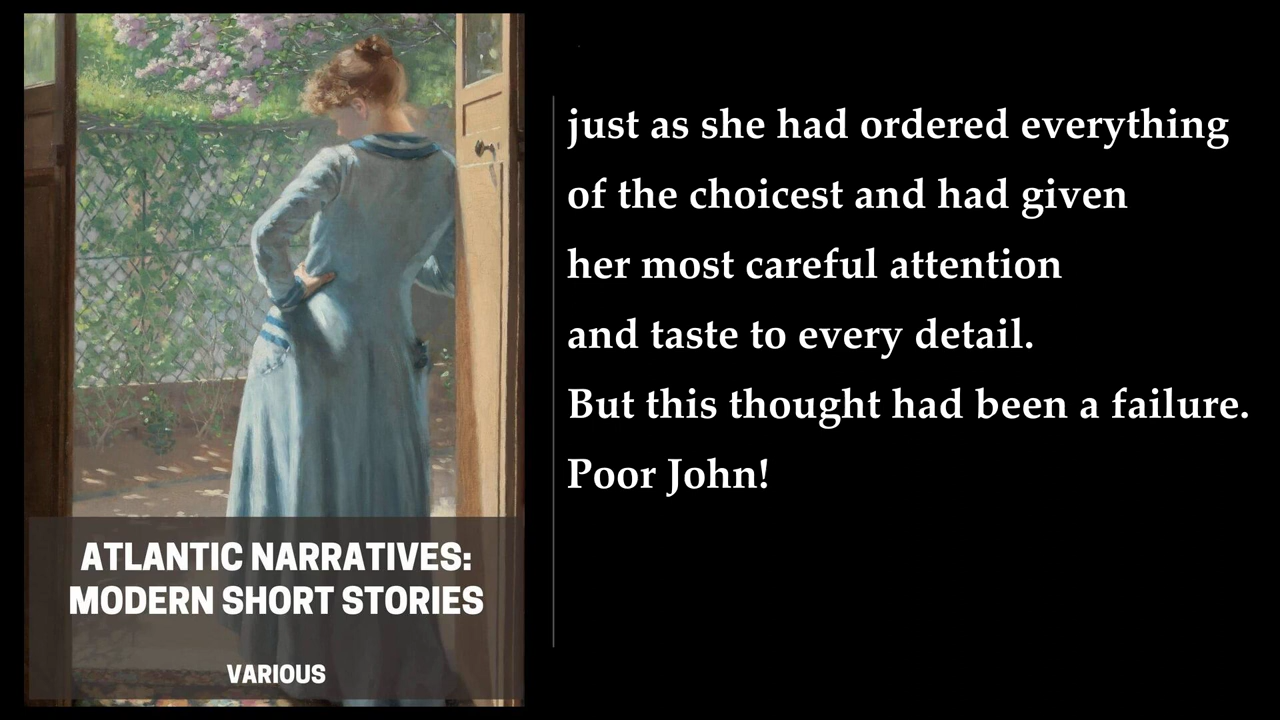 ATLANTIC NARRATIVES:
MODERN SHORT STORIES
VARIOUS
just as she had ordered everything
of the choicest and had given
her most careful attention
and taste to every detail.
But this thought had been a failure.
Poor John!